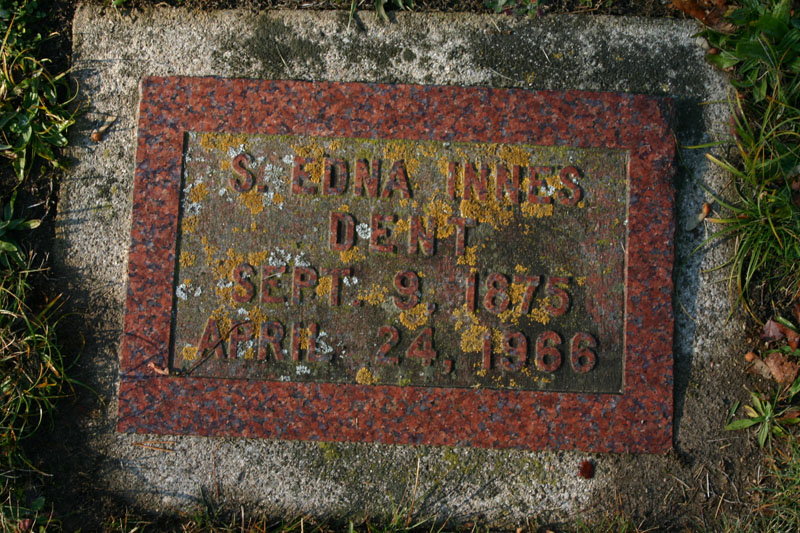 S. EDNA INNES
DENT
SEPT. 9, 1875
APRIL 24, 1966